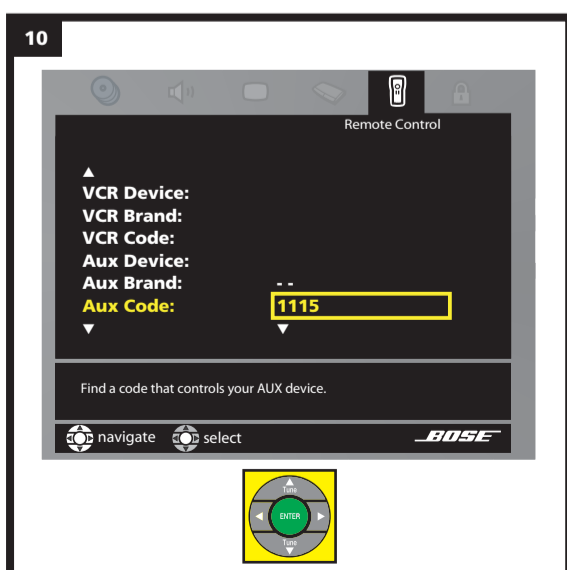 10
Remote Control
VCR Device:
VCR Brand:
VCR Code:
Aux Device:
Aux Brand: - -
Aux Code: 1115
Find a code that controls your AUX device.
navigate select BOSE
Tune
ENTER
Tune